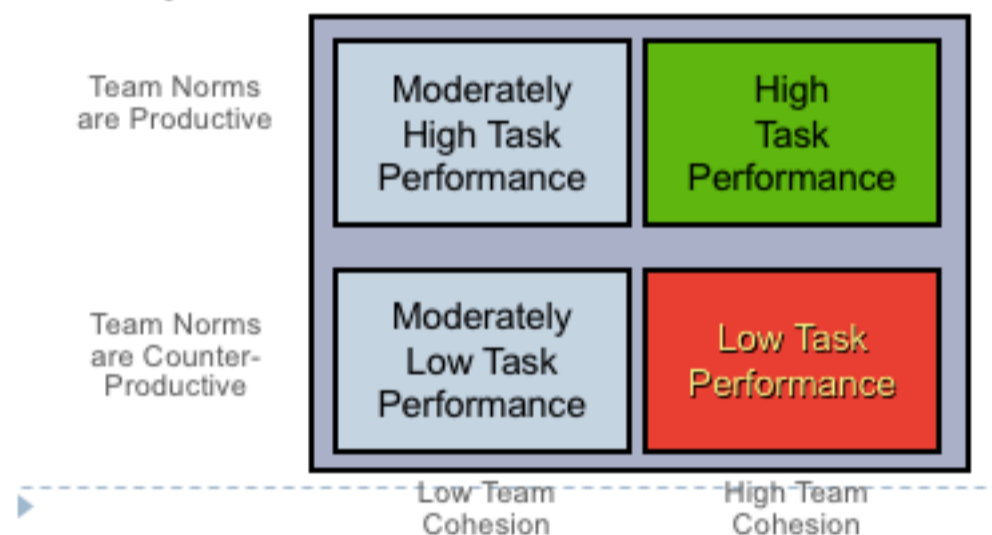 Team Norms
are Productive
Moderately
High Task
Performance
High
Task
Performance
Team Norms
are Counter-
Productive
Moderately
Low Task
Performance
Low Task
Performance
Low Team
Cohesion
High Team
Cohesion